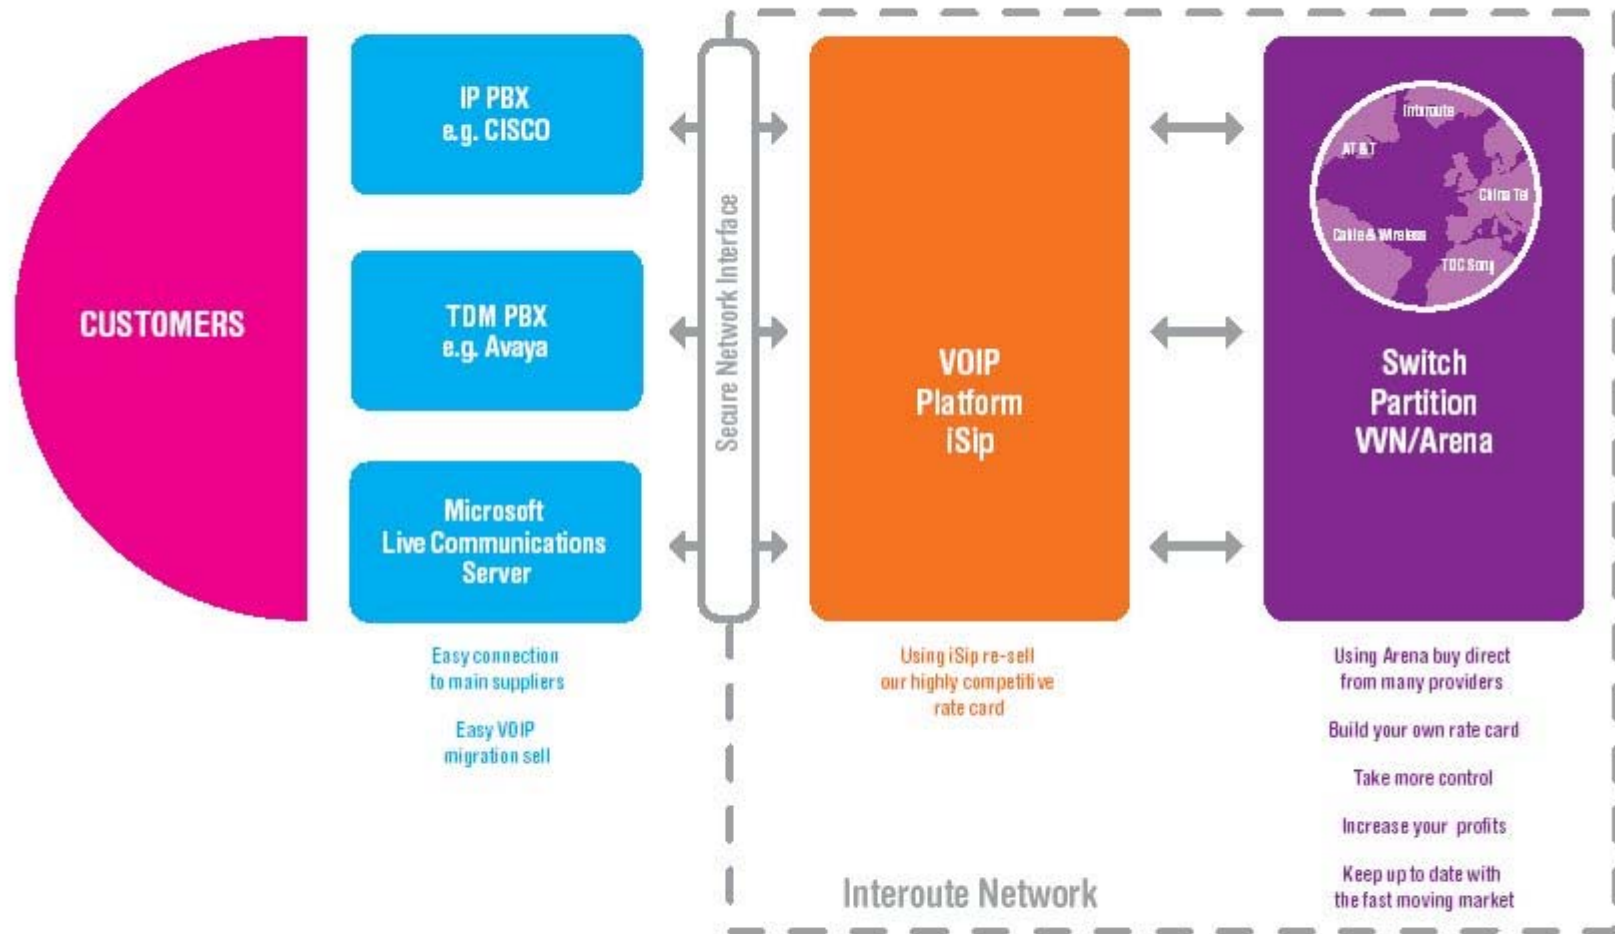 CUSTOMERS
IP PBX
e.g. CISCO
TDM PBX
e.g. Avaya
Microsoft
Live Communications
Server
Easy connection
to main suppliers
Easy VOIP
migration sell
Secure Network Interface
VOIP
Platform
iSip
Using iSip re-sell
our highly competitive
rate card
Interoute
AT&T
China Tel
Cable & Wireless
TDC Song
Switch
Partition
VVN/Arena
Using Arena buy direct
from many providers
Build your own rate card
Take more control
Increase your profits
Keep up to date with
the fast moving market
Interoute Network